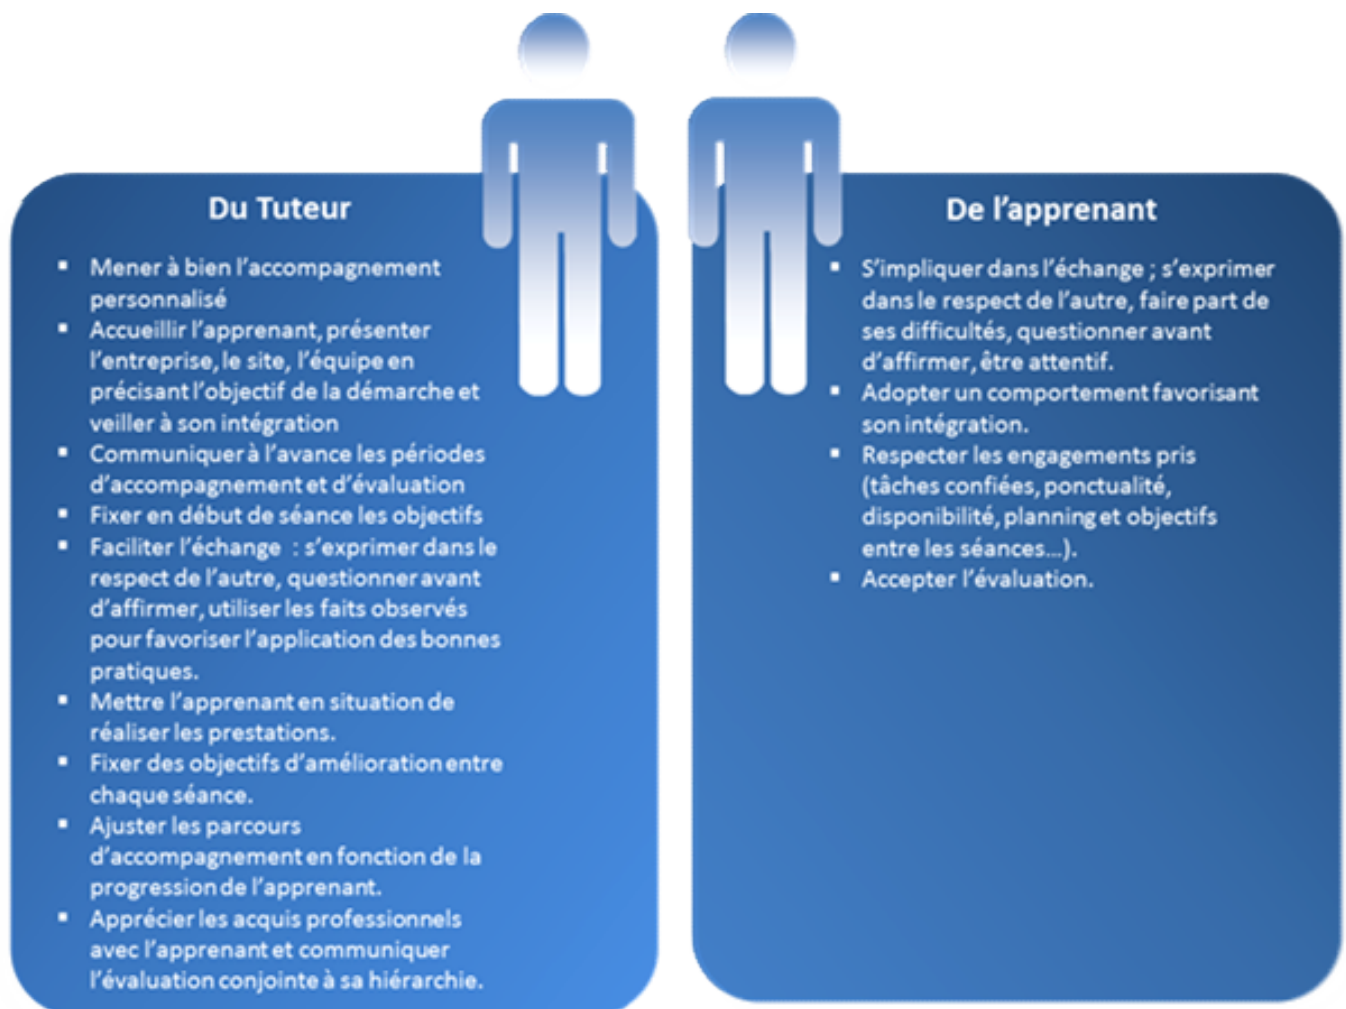 Du Tuteur
▪ Mener à bien l'accompagnement
personnalisé
▪ Accueillir l'apprenant, présenter
l'entreprise, le site, l'équipe en
précisant l'objectif de la démarche et
veiller à son intégration
▪ Communiquer à l'avance les périodes
d'accompagnement et d'évaluation
▪ Fixer en début de séance les objectifs
▪ Faciliter l'échange : s'exprimer dans le
respect de l'autre, questionner avant
d'affirmer, utiliser les faits observés
pour favoriser l'application des bonnes
pratiques.
▪ Mettre l'apprenant en situation de
réaliser les prestations.
▪ Fixer des objectifs d'amélioration entre
chaque séance.
▪ Ajuster les parcours
d'accompagnement en fonction de la
progression de l'apprenant.
▪ Apprécier les acquis professionnels
avec l'apprenant et communiquer
l'évaluation conjointe à sa hiérarchie.
De l'apprenant
▪ S'impliquer dans l'échange ; s'exprimer
dans le respect de l'autre, faire part de
ses difficultés, questionner avant
d'affirmer, être attentif.
▪ Adopter un comportement favorisant
son intégration.
▪ Respecter les engagements pris
(tâches confiées, ponctualité,
disponibilité, planning et objectifs
entre les séances...).
▪ Accepter l'évaluation.